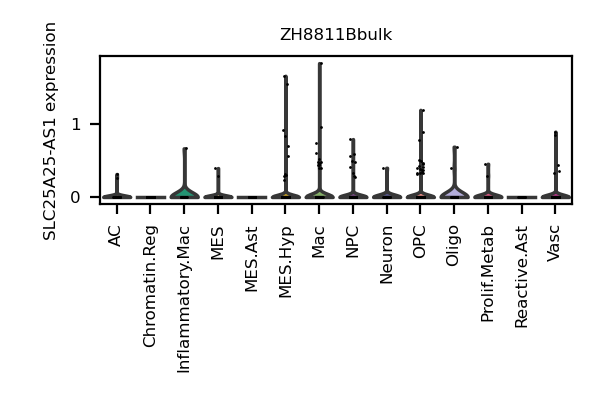 ZH8811Bbulk
SLC25A25-AS1 expression
1
0
AC
Chromatin.Reg
Inflammatory.Mac
MES
MES.Ast
MES.Hyp
Mac
NPC
Neuron
OPC
Oligo
Prolif.Metab
Reactive.Ast
Vasc